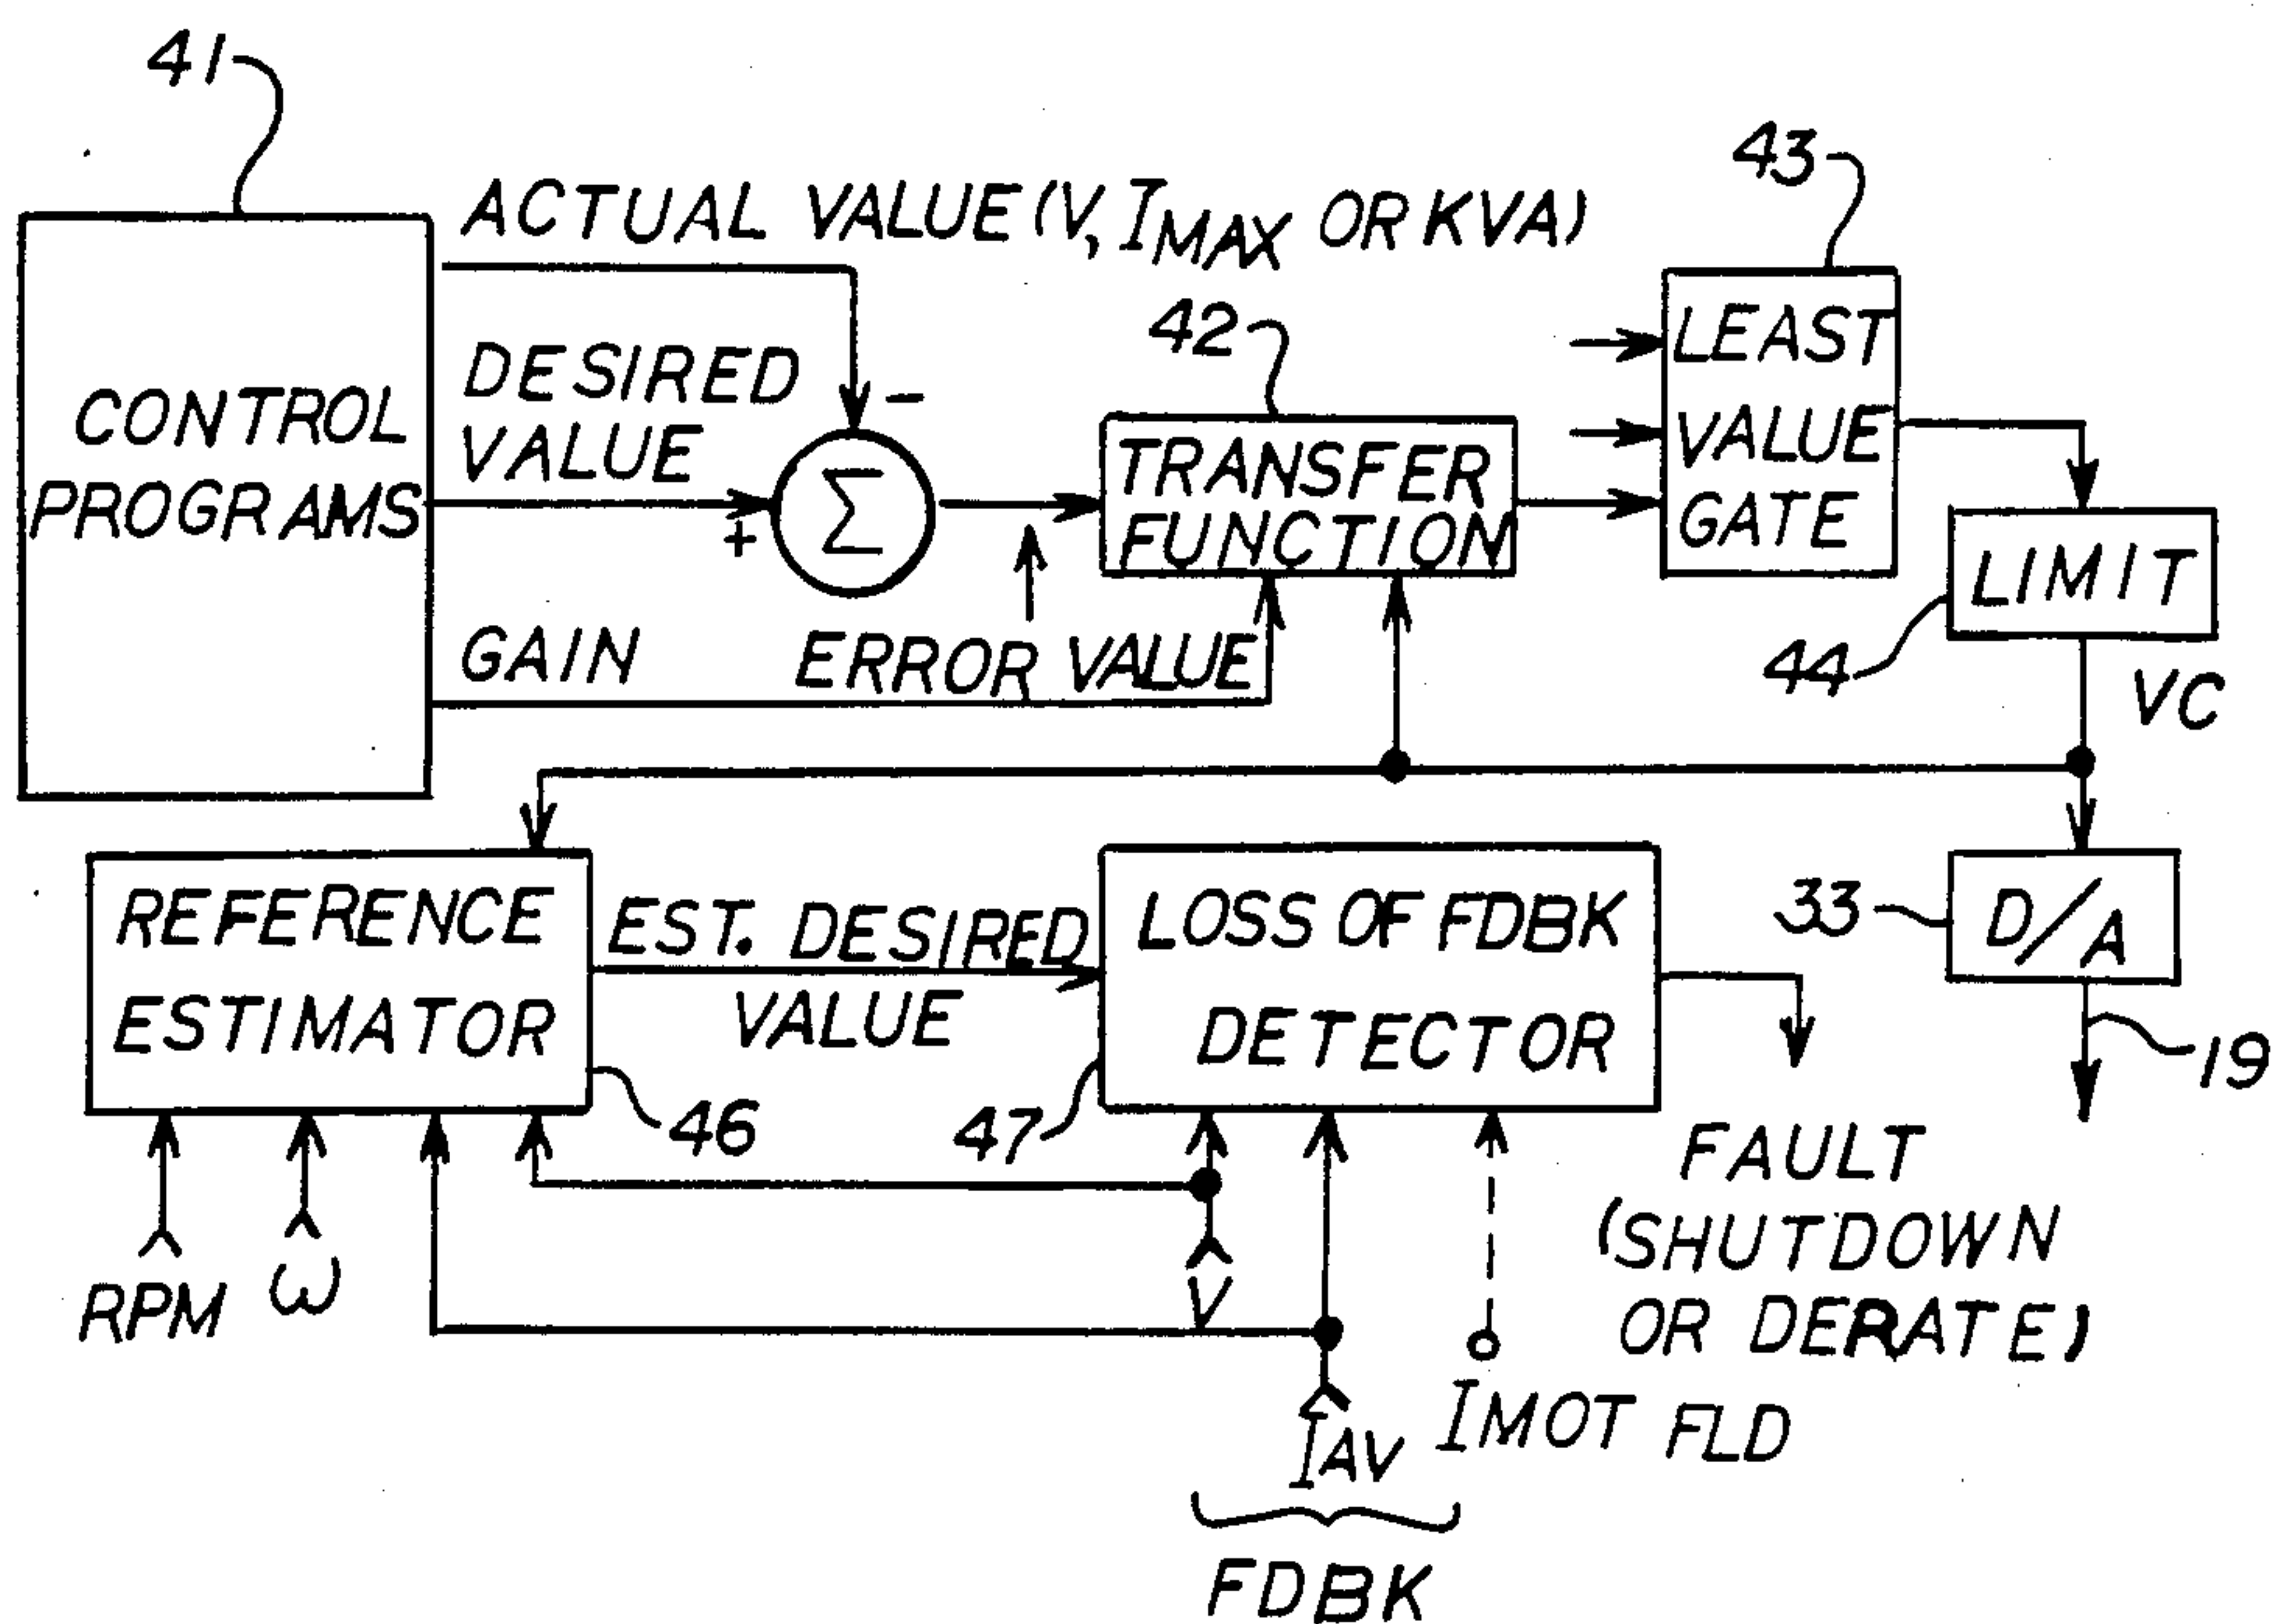 41
43
ACTUAL VALUE (V, IMAX OR KVA)
42
DESIRED
VALUE
CONTROL
PROGRAMS
LEAST
VALUE
GATE
-
Σ
+
TRANSFER
FUNCTION
LIMIT
44
VC
GAIN
ERROR VALUE
REFERENCE
ESTIMATOR
46
EST. DESIRED
VALUE
LOSS OF FDBK
DETECTOR
47
33
D/A
19
RPM
ω
V
IAV
IMOT FLD
FAULT
(SHUTDOWN
OR DERATE)
FDBK